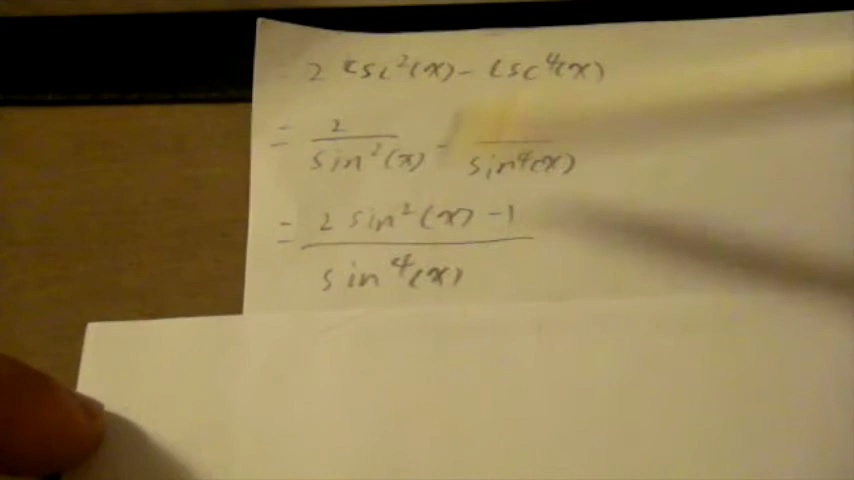 2 csc²(x) - csc⁴(x)
= 2/sin²(x) - /sin⁴(x)
= (2 sin²(x) - 1)/sin⁴(x)